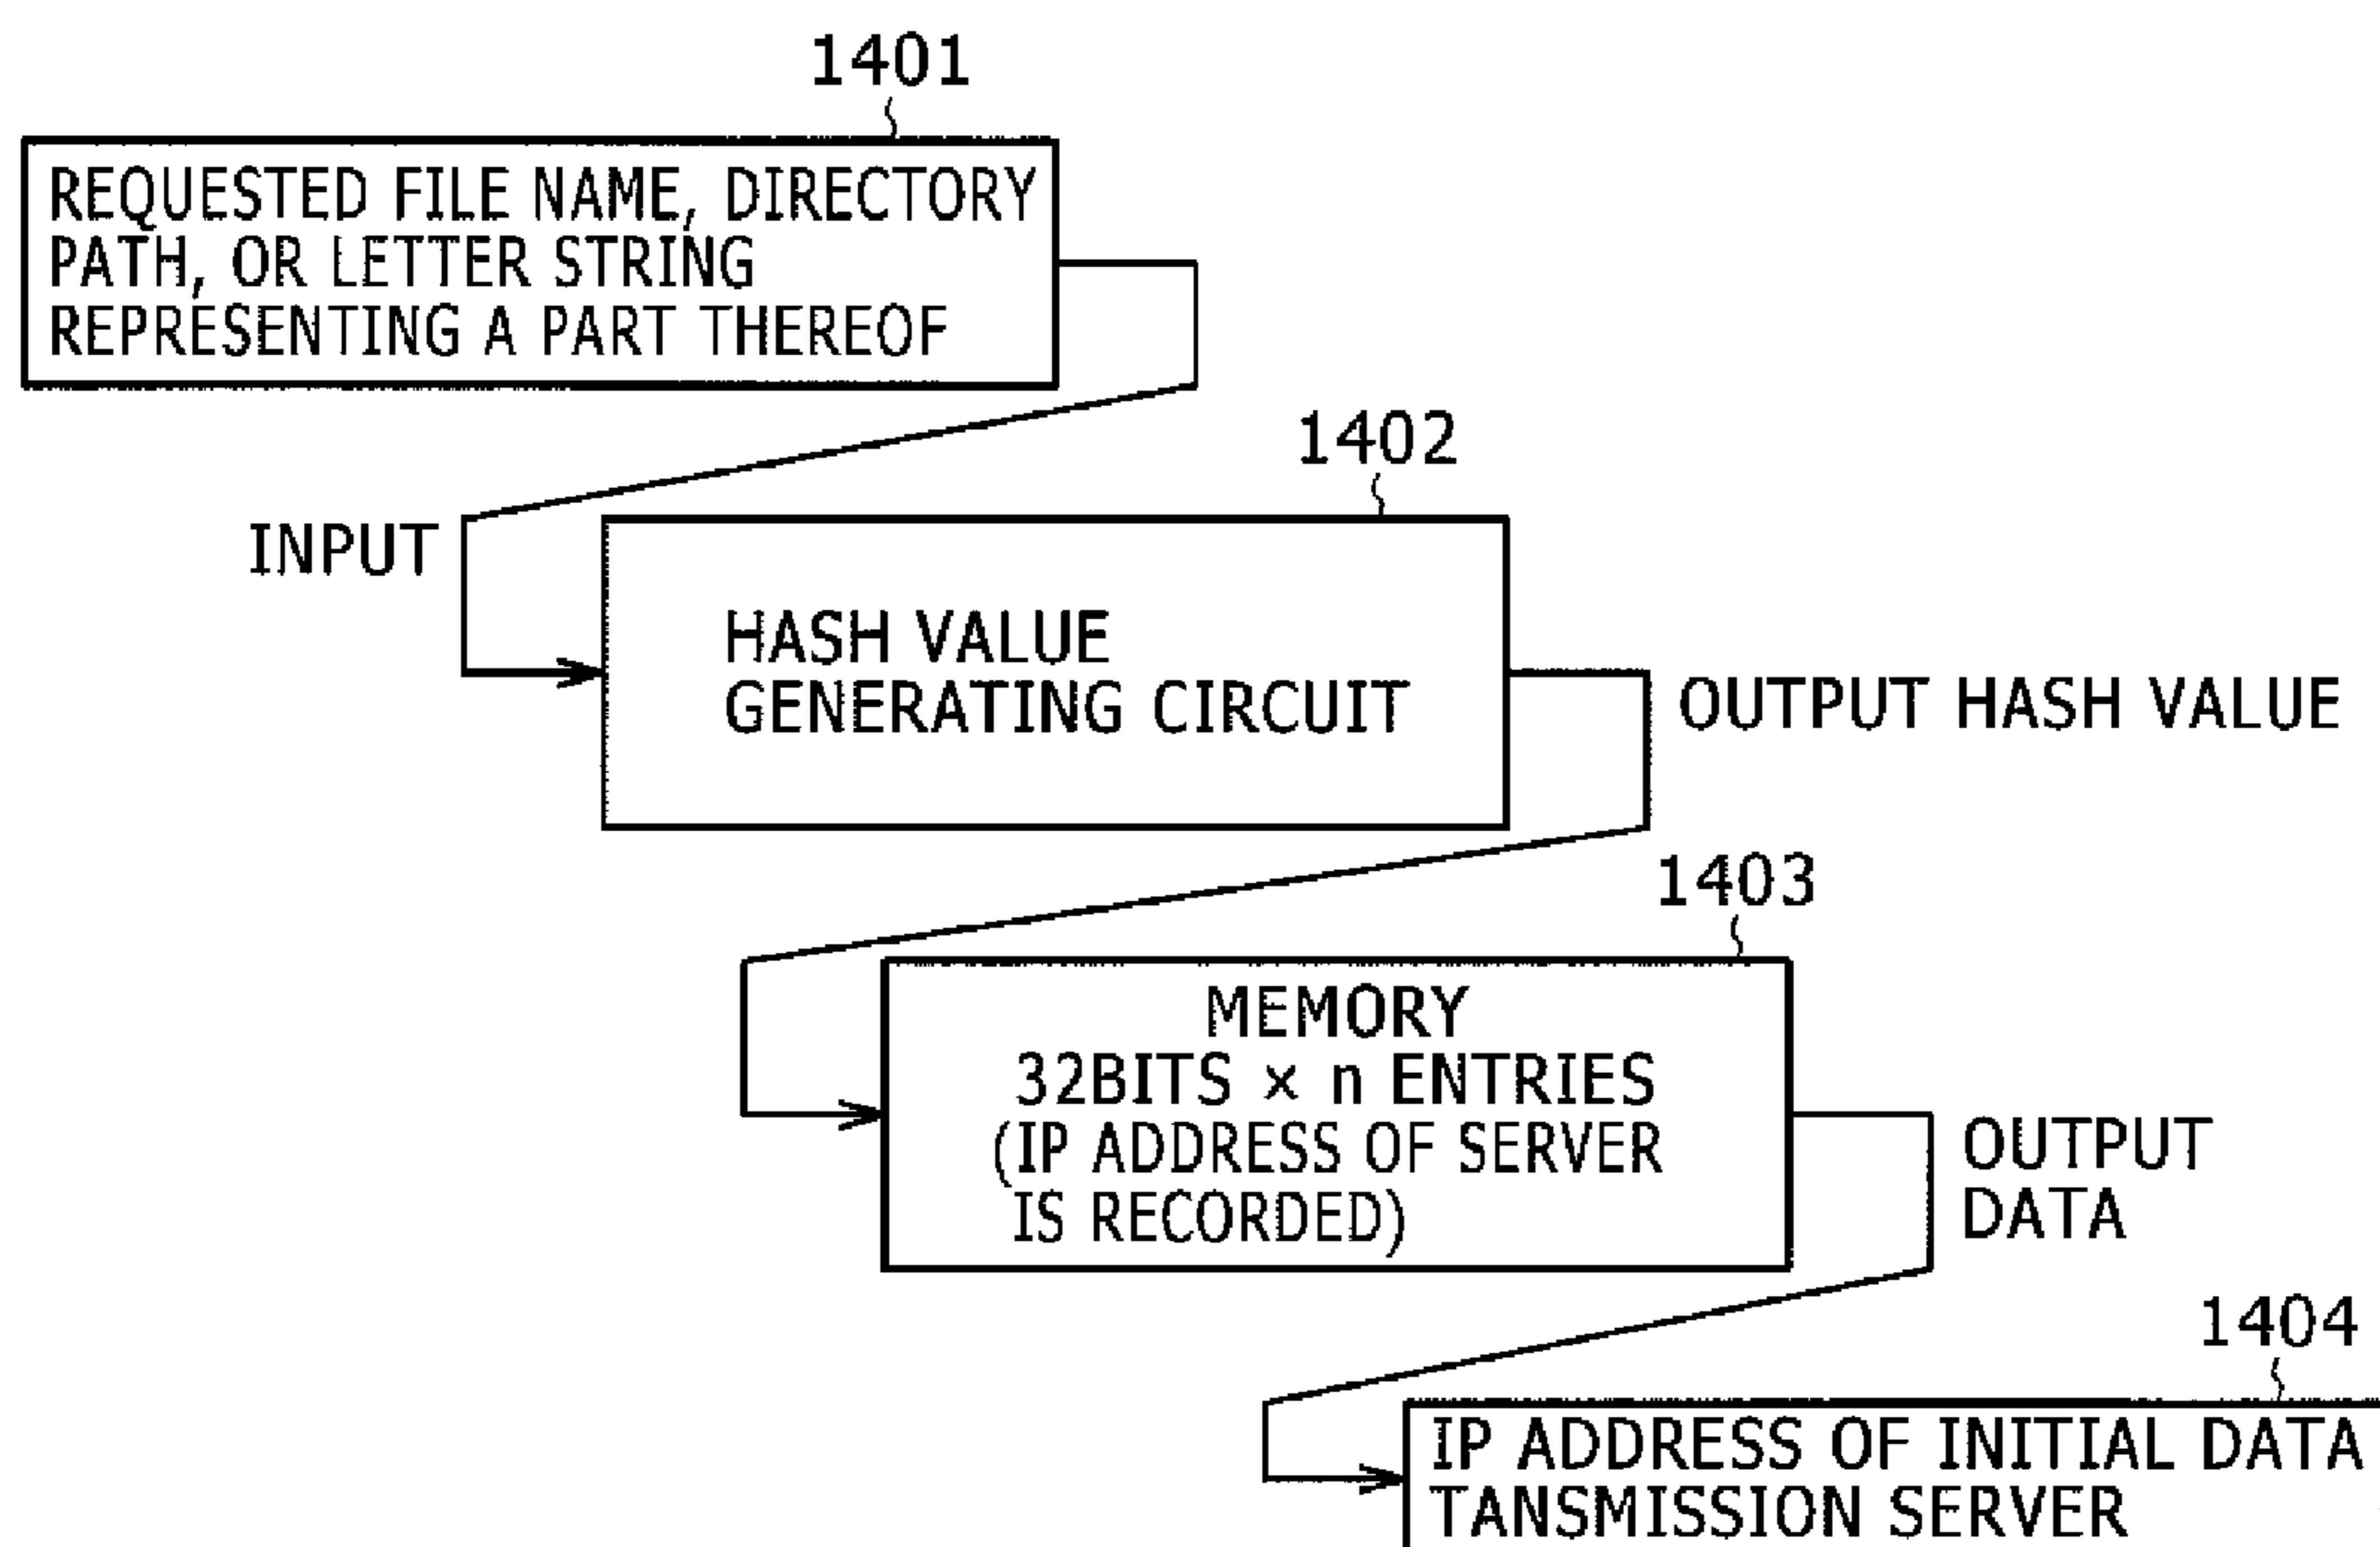 1401
REQUESTED FILE NAME, DIRECTORY
PATH, OR LETTER STRING
REPRESENTING A PART THEREOF
1402
INPUT
HASH VALUE
GENERATING CIRCUIT
OUTPUT HASH VALUE
1403
MEMORY
32BITS × n ENTRIES
(IP ADDRESS OF SERVER
IS RECORDED)
OUTPUT
DATA
1404
IP ADDRESS OF INITIAL DATA
TANSMISSION SERVER